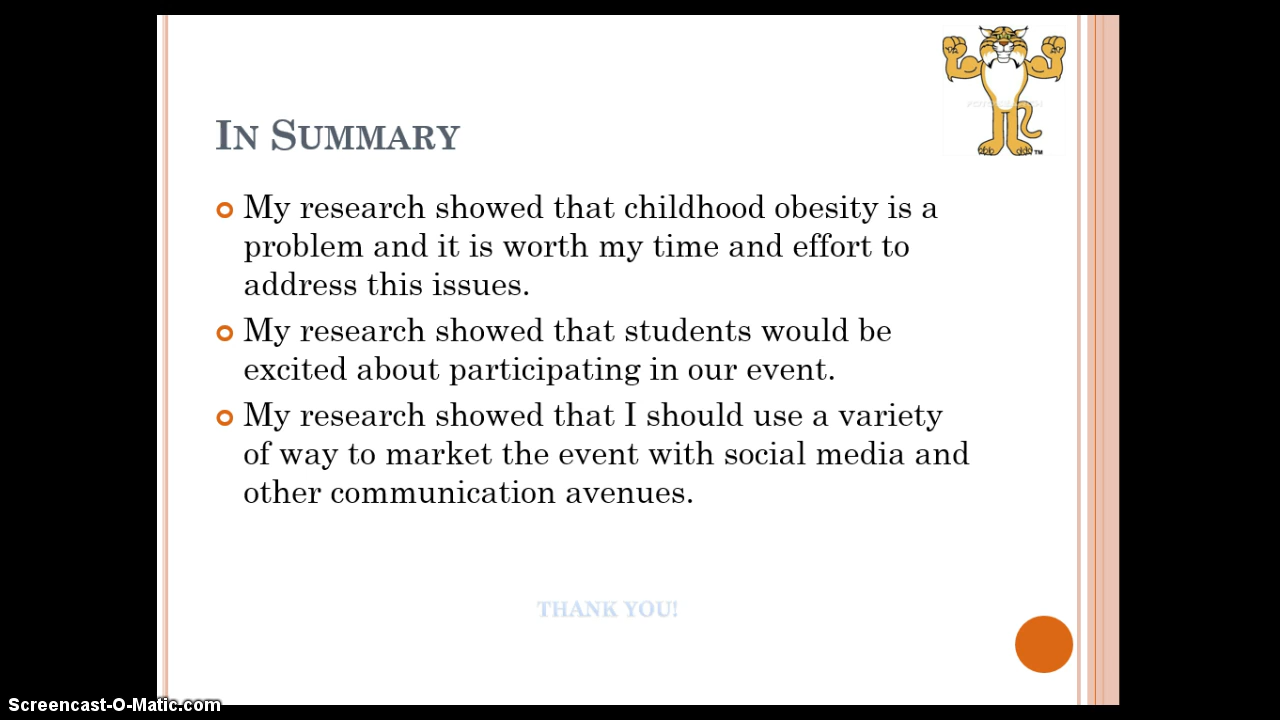 IN SUMMARY
My research showed that childhood obesity is a
problem and it is worth my time and effort to
address this issues.
My research showed that students would be
excited about participating in our event.
My research showed that I should use a variety
of way to market the event with social media and
other communication avenues.
THANK YOU!
Screencast-O-Matic.com